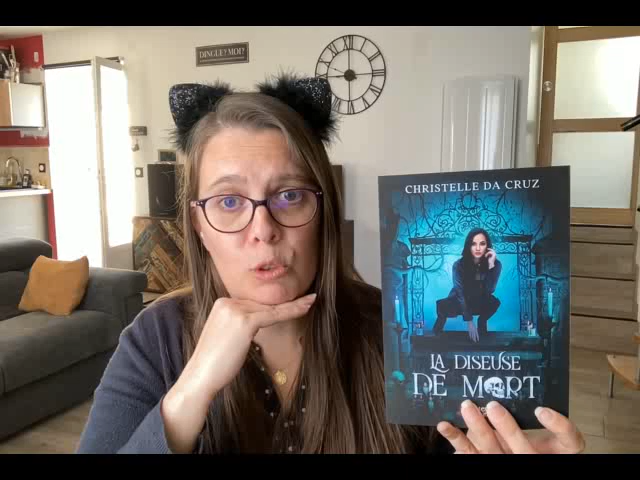 DINGUE? MOI?
CHRISTELLE DA CRUZ
LA DISEUSE
DE MORT